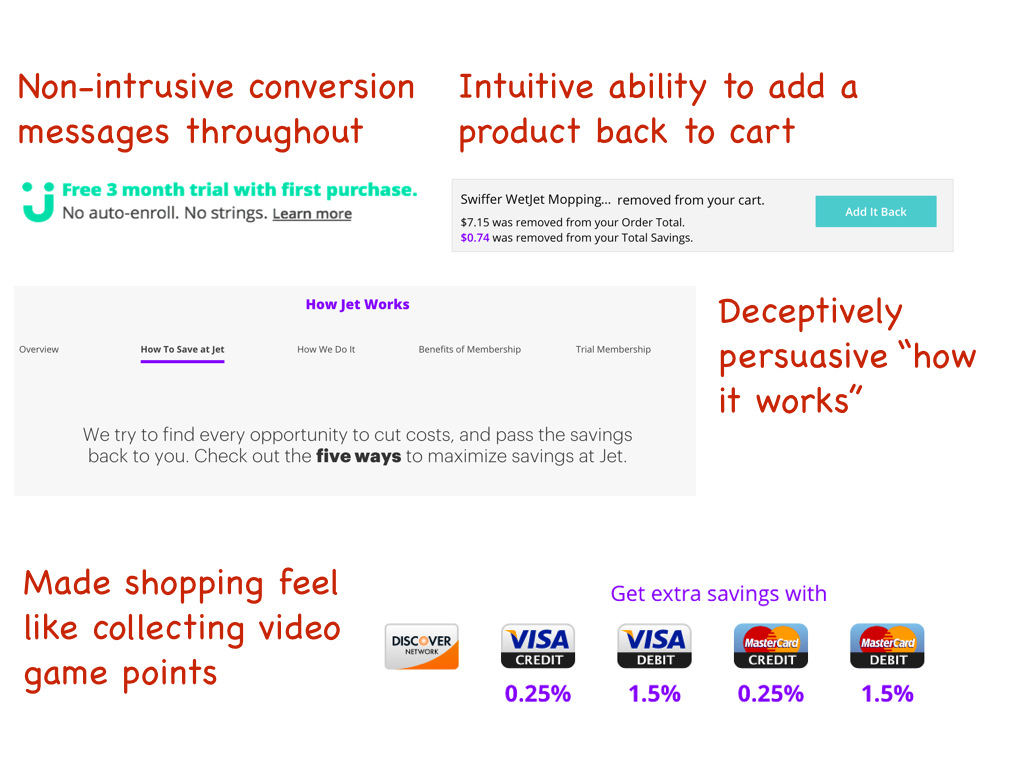 Non-intrusive conversion
messages throughout
Intuitive ability to add a
product back to cart
Free 3 month trial with first purchase.
No auto-enroll. No strings. Learn more
Swiffer WetJet Mopping... removed from your cart.
$7.15 was removed from your Order Total.
$0.74 was removed from your Total Savings.
Add It Back
How Jet Works
Overview How To Save at Jet How We Do It Benefits of Membership Trial Membership
We try to find every opportunity to cut costs, and pass the savings
back to you. Check out the five ways to maximize savings at Jet.
Deceptively
persuasive “how
it works”
Made shopping feel
like collecting video
game points
Get extra savings with
DISCOVER
NETWORK
VISA
CREDIT
VISA
DEBIT
MasterCard
CREDIT
MasterCard
DEBIT
0.25% 1.5% 0.25% 1.5%